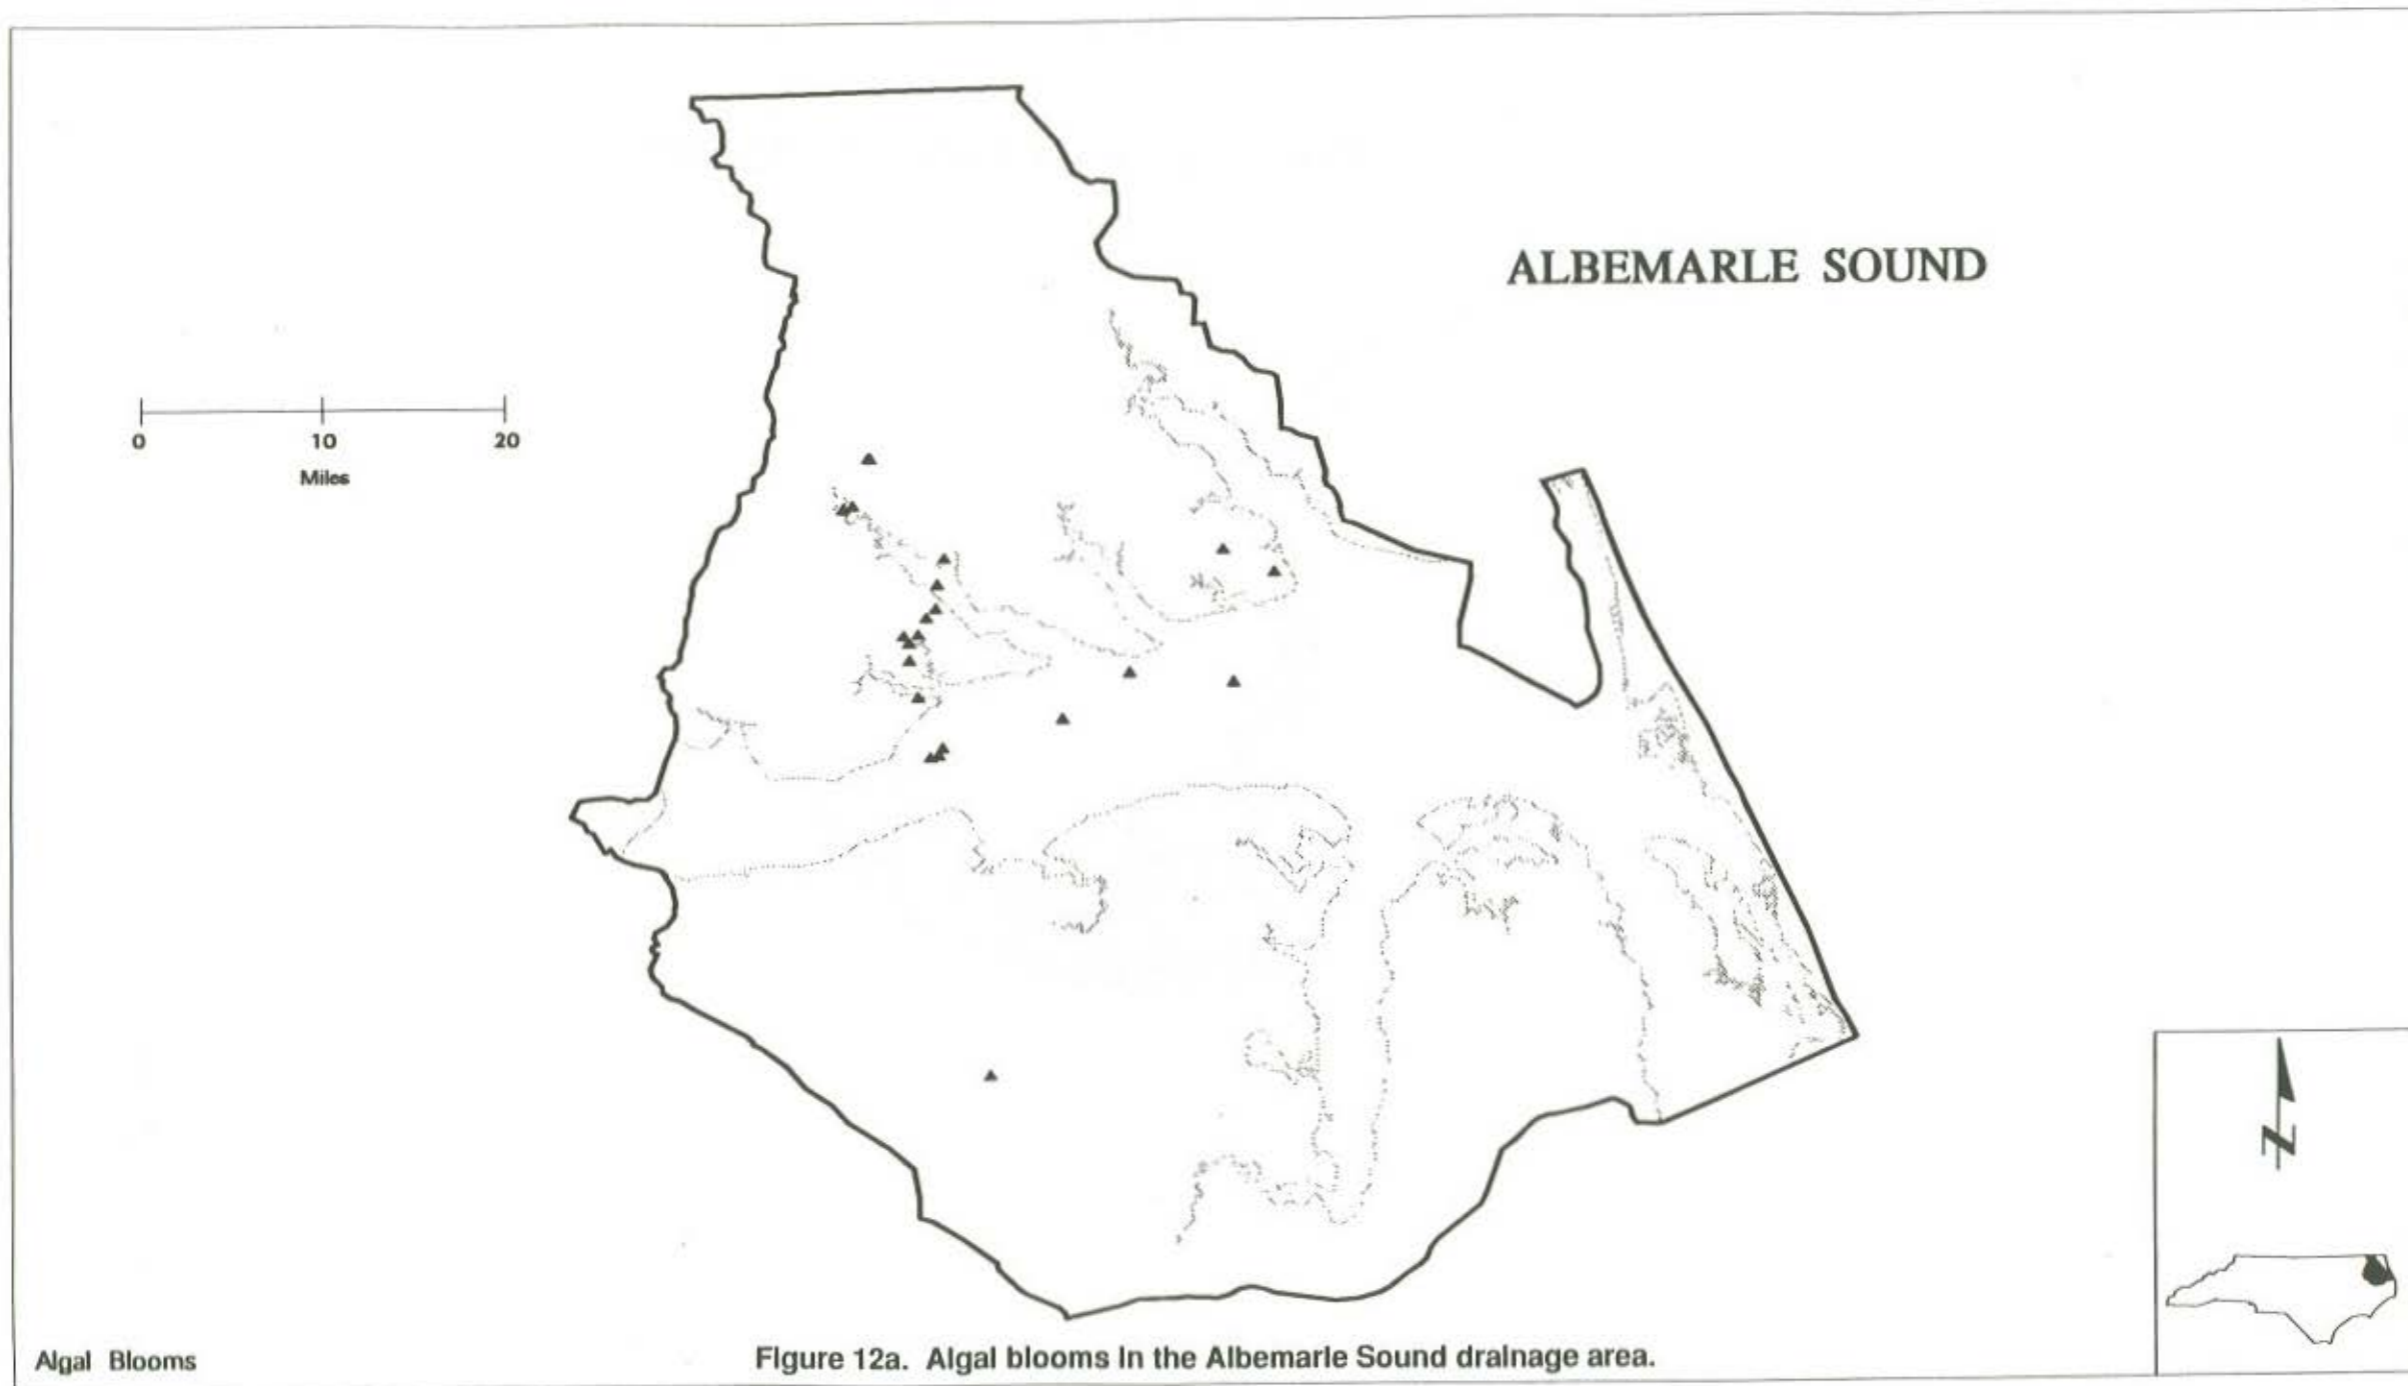 ALBEMARLE SOUND
0 10 20
Miles
N
Algal Blooms
Figure 12a. Algal blooms in the Albemarle Sound drainage area.